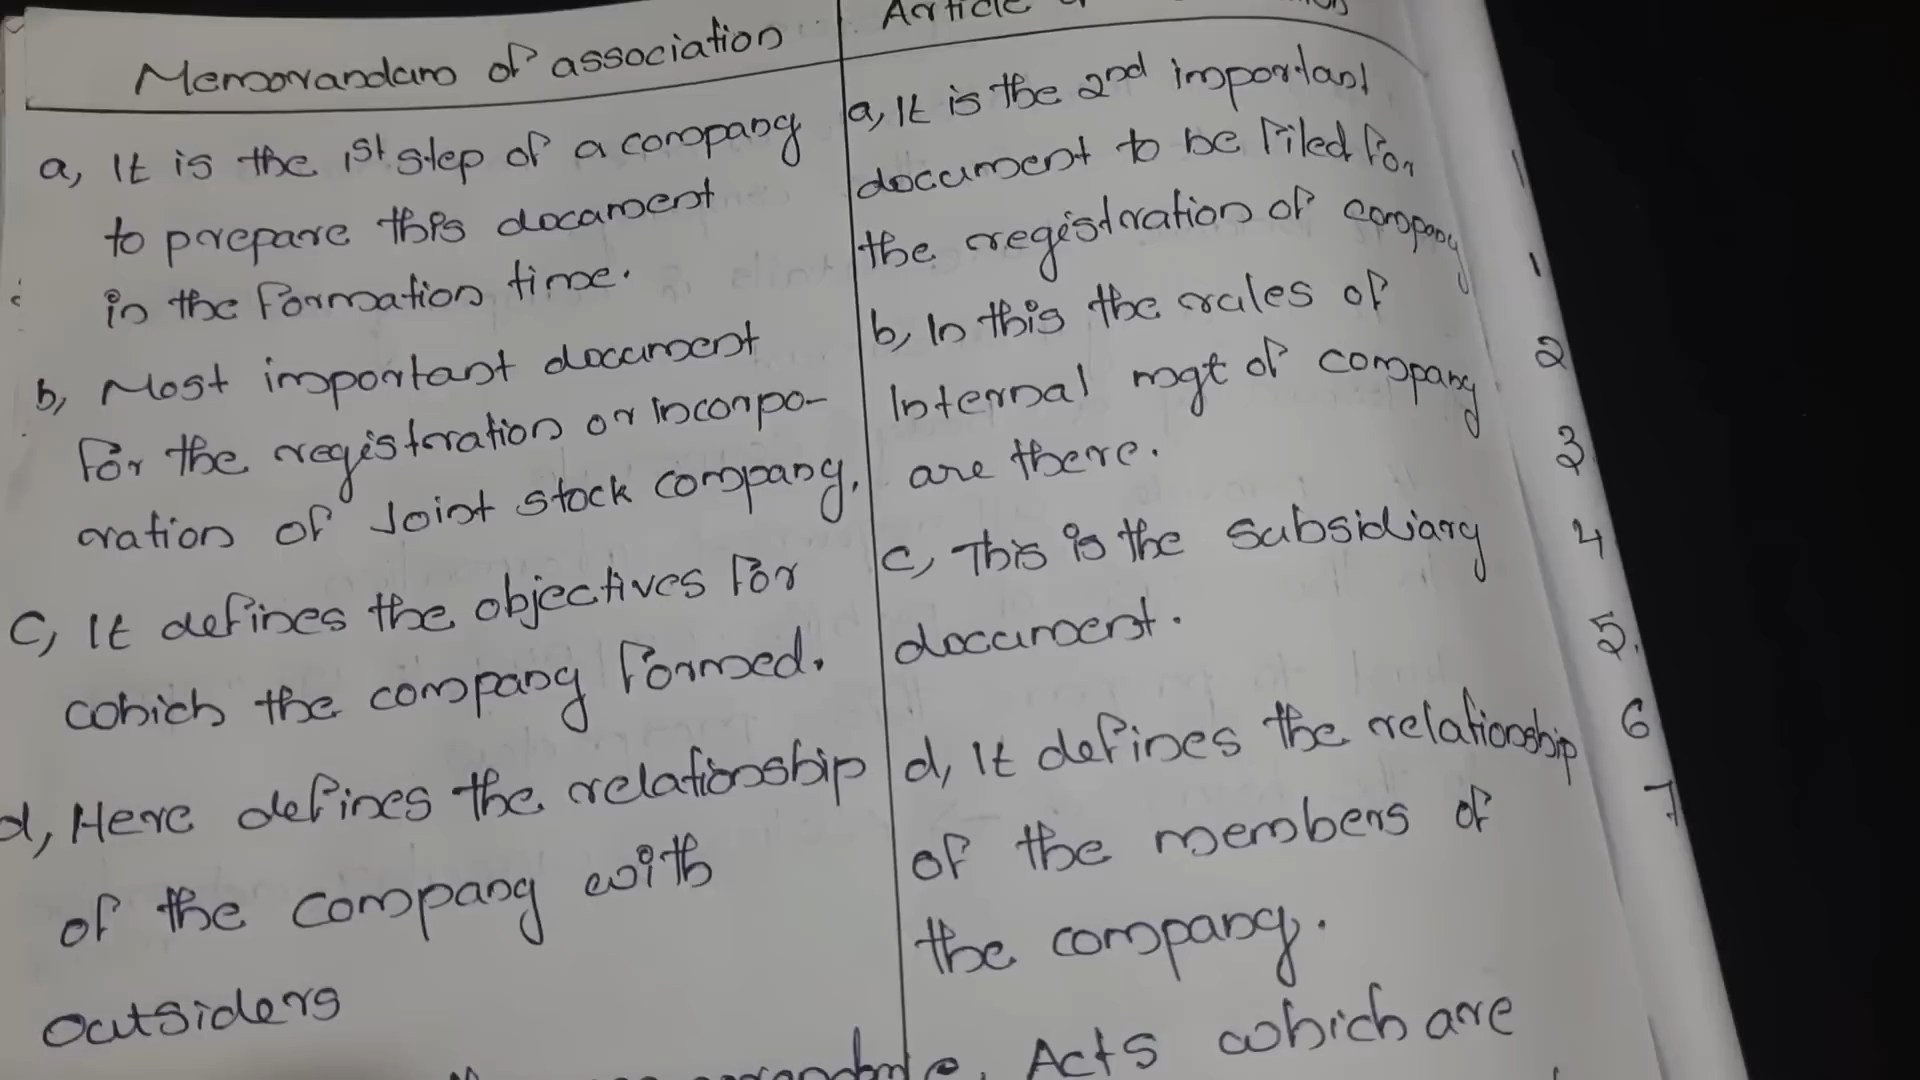 Memorandum of association
a, It is the 1st step of a company
to prepare this document
in the formation time.
b, Most important document
for the registration or incorpo-
ration of Joint stock company.
c, It defines the objectives for
which the company formed.
d, Here defines the relationship
of the company with
outsiders
Article
a, It is the 2nd important
document to be filed for
the registration of company
b, In this the rules of
Internal mgt of company
are there.
c, This is the subsidiary
document.
d, It defines the relationship
of the members of
the company.
e, Acts which are
1
1
2
3
4
5.
6
7